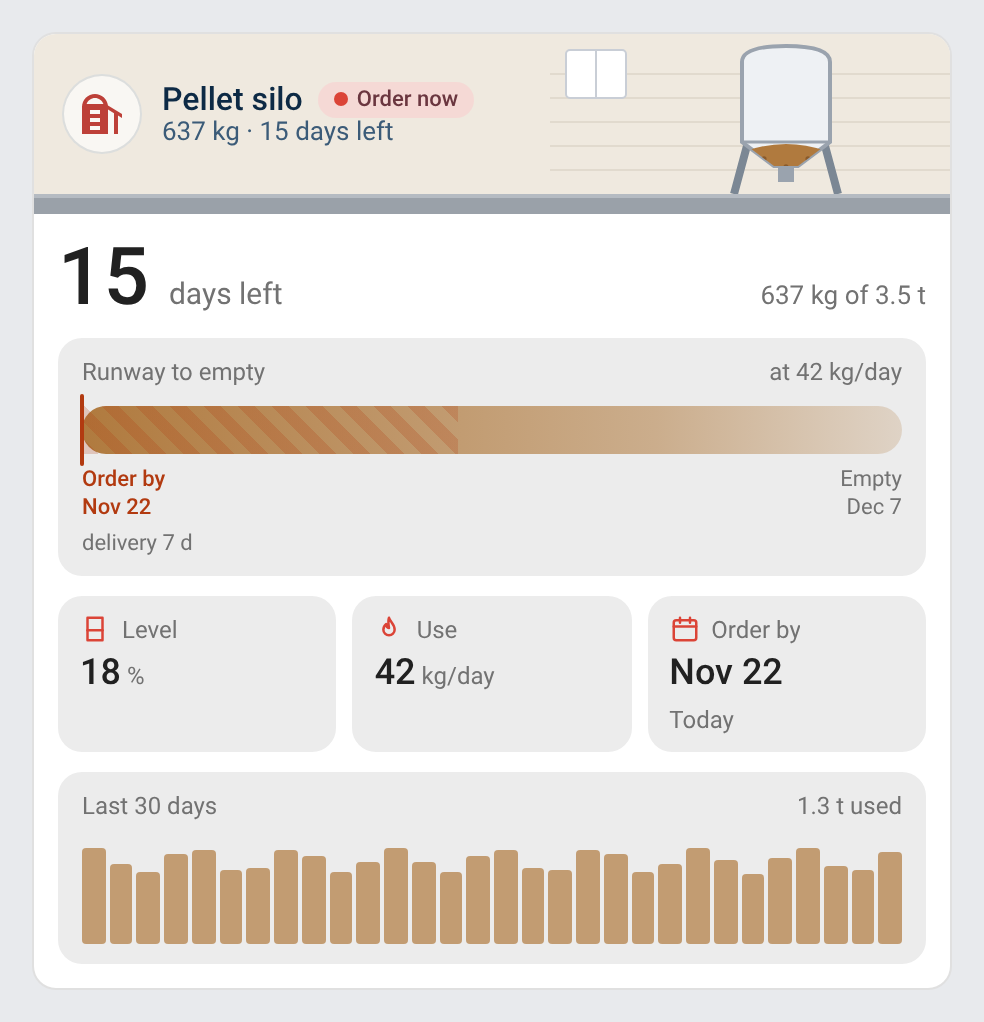 Pellet silo
Order now
637 kg · 15 days left
15 days left
637 kg of 3.5 t
Runway to empty
at 42 kg/day
Order by
Nov 22
delivery 7 d
Empty
Dec 7
Level
18 %
Use
42 kg/day
Order by
Nov 22
Today
Last 30 days
1.3 t used